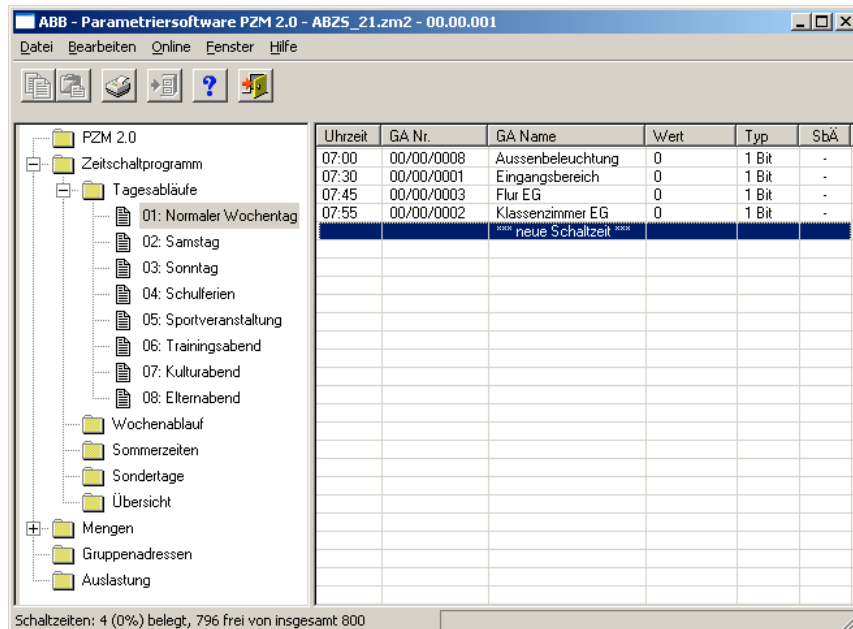 ABB - Parametriersoftware PZM 2.0 - ABZS_21.zm2 - 00.00.001
Datei Bearbeiten Online Fenster Hilfe
PZM 2.0
Zeitschaltprogramm
Tagesabläufe
01: Normaler Wochentag
02: Samstag
03: Sonntag
04: Schulferien
05: Sportveranstaltung
06: Trainingsabend
07: Kulturabend
08: Elternabend
Wochenablauf
Sommerzeiten
Sondertage
Übersicht
Mengen
Gruppenadressen
Auslastung
Uhrzeit GA Nr. GA Name Wert Typ SbÄ
07:00 00/00/0008 Aussenbeleuchtung 0 1 Bit -
07:30 00/00/0001 Eingangsbereich 0 1 Bit -
07:45 00/00/0003 Flur EG 0 1 Bit -
07:55 00/00/0002 Klassenzimmer EG 0 1 Bit -
*** neue Schaltzeit ***
Schaltzeiten: 4 (0%) belegt, 796 frei von insgesamt 800